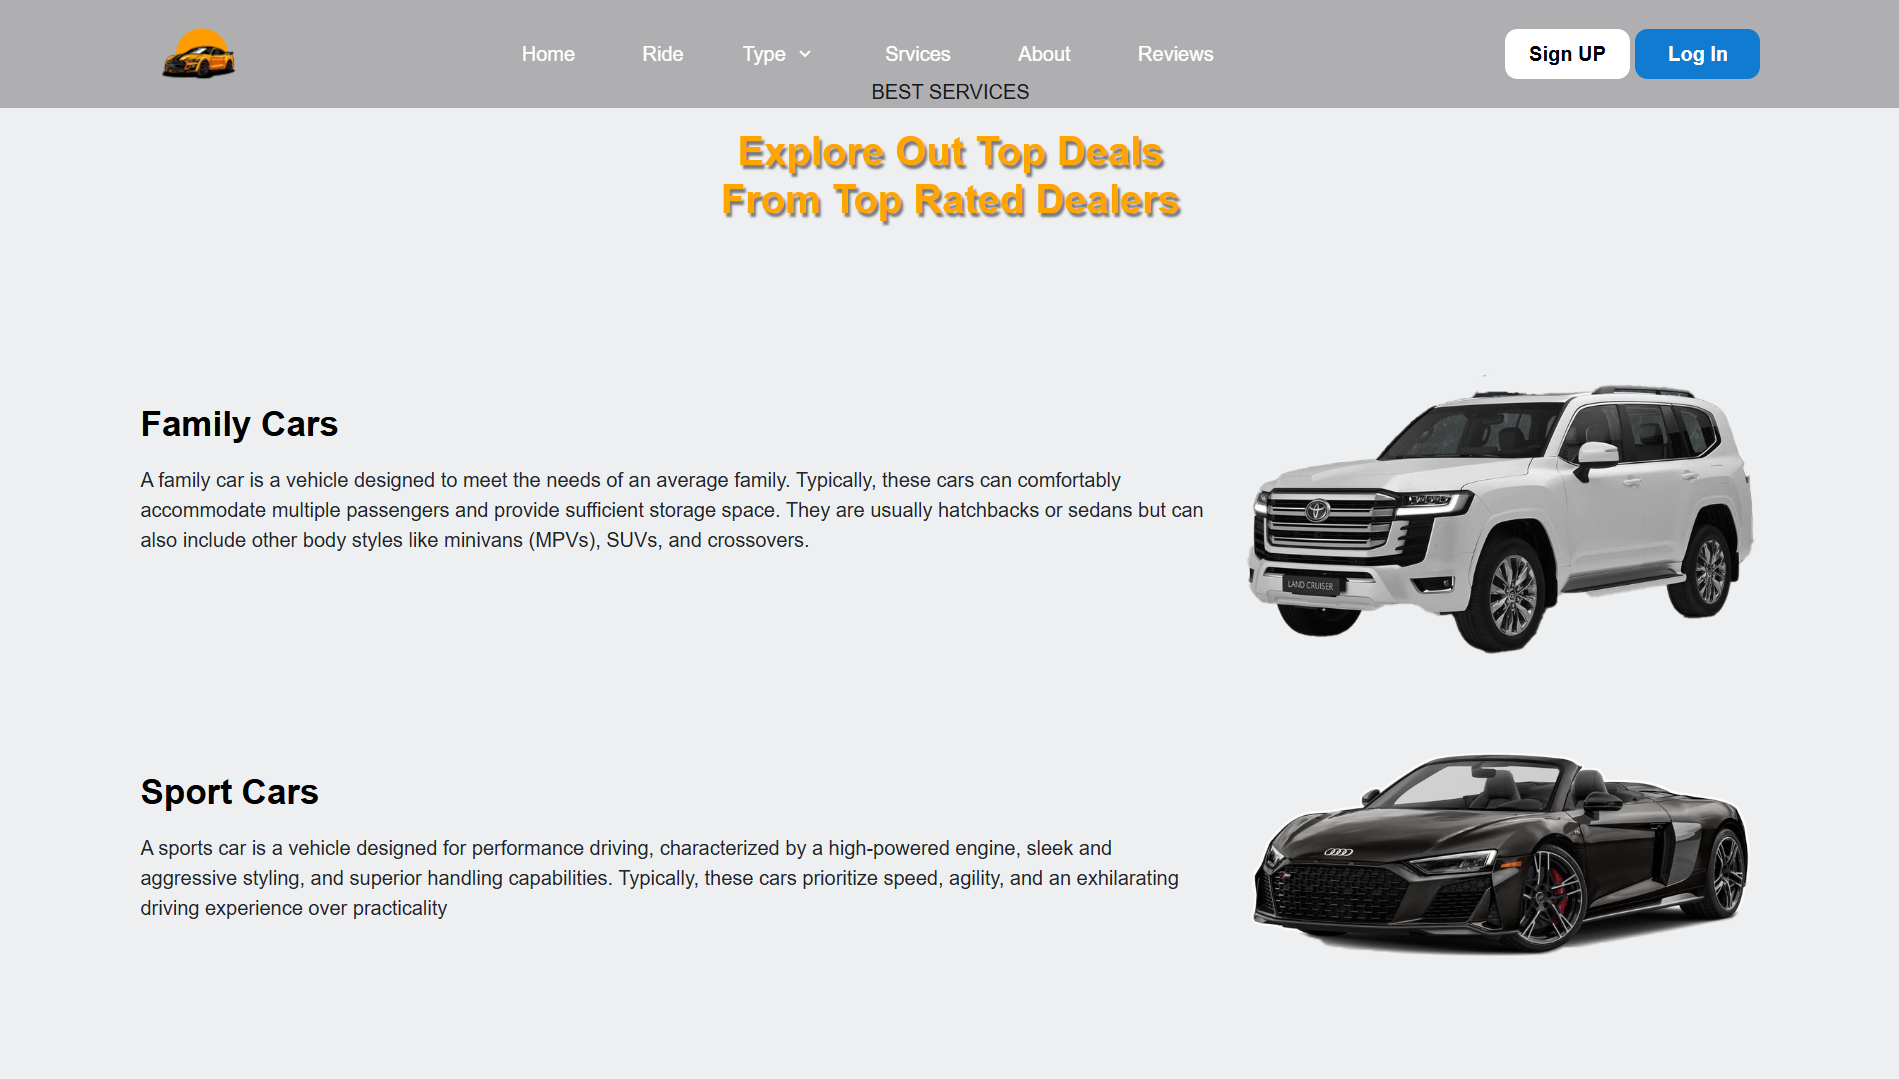 Home Ride Type Srvices About Reviews Sign UP Log In
BEST SERVICES
Explore Out Top Deals
From Top Rated Dealers
Family Cars
A family car is a vehicle designed to meet the needs of an average family. Typically, these cars can comfortably
accommodate multiple passengers and provide sufficient storage space. They are usually hatchbacks or sedans but can
also include other body styles like minivans (MPVs), SUVs, and crossovers.
LAND CRUISER
Sport Cars
A sports car is a vehicle designed for performance driving, characterized by a high-powered engine, sleek and
aggressive styling, and superior handling capabilities. Typically, these cars prioritize speed, agility, and an exhilarating
driving experience over practicality